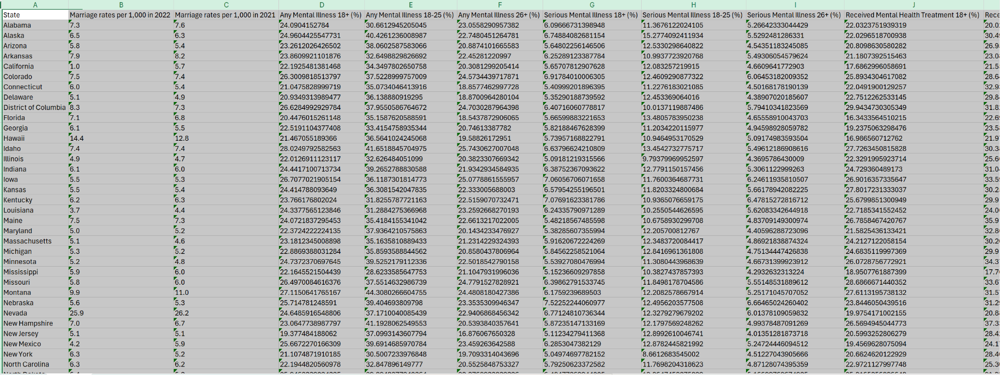 A B C D E F G H I J
State Marriage rates per 1,000 in 2022 Marriage rates per 1,000 in 2021 Any Mental Illness 18+ (%) Any Mental Illness 18-25 (%) Any Mental Illness 26+ (%) Serious Mental Illness 18+ (%) Serious Mental Illness 18-25 (%) Serious Mental Illness 26+ (%) Received Mental Health Treatment 18+ (%) Rece
Alabama 7.3 7.6 24.0904152784 30.6612945205045 23.0558290957382 6.09666731398948 11.3676122024105 5.26642333044429 22.0323751939319 20.0
Alaska 6.5 6.3 24.9604425547731 40.4261236008987 22.7480451264781 6.74884082681154 15.2774092411934 5.5292481286331 22.0296518700938 30.4
Arizona 5.8 5.4 23.2612026426502 38.0602587583066 20.8874101665583 5.64802256146506 12.5330298640822 4.54351183245085 20.8098630580282 26.9
Arkansas 7.9 8.2 23.8609921101876 32.6498829826692 22.45281220997 6.25289123387784 10.9937723920768 5.49306054579624 21.1807392515463 23.0
California 1.0 5.7 22.1925481381468 34.3497802650758 20.3081299205414 5.65707812907628 12.083257219915 4.6609641772903 17.6862996058691 21.5
Colorado 7.5 7.4 26.3009818513797 37.5228999757009 24.5734439717871 6.91784010006305 12.4609290877322 6.06453182009352 25.8934304617082 28.6
Connecticut 6.0 5.4 21.0475828999719 35.0734046413916 18.8577462997728 5.40999201896395 11.2276183021085 4.50168178190139 22.0491900129257 32.9
Delaware 5.1 4.9 20.9349313989477 36.138880919295 18.8700964280104 5.35290188739592 12.453369064016 4.38907020185607 22.7512262533145 29.8
District of Columbia 8.3 7.3 26.6284992929784 37.9550586764672 24.7030287964398 6.40716060778817 10.0137119887486 5.79410341823569 29.9434730305349 31.8
Florida 7.1 6.8 20.4476015261148 35.1587620588591 18.5437872906065 5.66599883221653 13.4805783950238 4.65558910043703 16.3433564510215 22.6
Georgia 6.1 5.5 22.5191104377408 33.4154758935344 20.74613387782 5.82188467628399 11.2034220115977 4.94598928059782 19.2375063298476 23.5
Hawaii 14.4 12.8 21.467055189366 36.5641024245068 19.58826172951 5.73957168822791 10.9464953170529 5.09174983593504 16.986560712762 21.9
Idaho 7.4 7.4 28.0249792582563 41.6518845704975 25.7430627007048 6.63796624210809 13.4542732775717 5.49612186908616 27.7263450815828 30.3
Illinois 4.9 4.7 22.0126911123117 32.626484051099 20.3823307669342 5.09181219315566 9.79379969952597 4.3695786430009 22.3291995923714 25.6
Indiana 6.1 6.0 24.4417100713734 39.2652788830588 21.9342934584935 6.38752367093622 12.7791150157456 5.3061122999263 24.729360489173 31.0
Iowa 5.5 5.3 26.7077021905154 36.1187301814773 25.0778861555957 7.06056706071658 11.7600364687731 6.24611935810507 26.9016357335647 33.5
Kansas 5.5 5.4 24.414788093649 36.3081542047835 22.333005688003 6.57954255196501 11.8203324800684 5.66178942082225 27.8017231333037 30.2
Kentucky 6.2 6.3 23.766176802024 31.8255787721163 22.5159070732471 7.07691623381786 10.9365076659175 6.47815272816712 25.6799851300949 29.9
Louisiana 3.7 4.4 24.3377565123846 31.2884275366968 23.2592668270193 6.24335790971289 10.2550544626595 5.62083342644918 22.7185341552452 24.0
Maine 7.5 7.3 24.0721837295453 35.4184155341042 22.6613217022005 5.48218567485598 10.6758930299708 4.83709149300974 26.7858467420767 35.9
Maryland 5.0 5.2 22.3724222224135 37.9364210575863 20.1434233476927 5.38285607355994 12.205700812767 4.40596288723096 21.5825436133421 32.8
Massachusetts 5.1 4.6 23.1812345008898 35.1635810889433 21.2314229324393 5.91620672224269 12.3483720084417 4.86921838874324 24.2127122058154 30.2
Michigan 5.3 5.2 22.8869388031284 35.8593588844562 20.8580437806964 5.84562258521064 12.8416961361808 4.75134447426838 24.6835119997369 29.9
Minnesota 5.2 4.8 24.7372370697645 39.5252179112336 22.5018542790158 5.53927080476994 11.3080443968639 4.66731399923912 26.0728756772921 34.3
Mississippi 5.9 6.0 22.1645521504439 28.6233585647753 21.1047931996036 5.15236609297858 10.3827437857393 4.2932632313224 18.9507761887399 17.7
Missouri 5.8 6.0 26.4970084616376 37.5514632986739 24.7791527828921 6.39862791533745 11.8498178704586 5.55148531889612 28.6866671440352 33.6
Montana 9.9 11.0 27.1150641765167 44.3080266604755 24.4808180427386 6.1759239689503 12.2082578667914 5.25171045707052 27.6113195738132 31.5
Nebraska 5.6 5.3 25.714781248591 39.404693809798 23.3535309946347 7.52252244060977 12.4956203577508 6.66465024260402 23.8446050439516 31.2
Nevada 25.9 26.2 24.6485916548806 37.1710040085439 22.9406868456342 6.77124810736344 12.3279279679202 6.01378109059832 19.9754171002155 20.8
New Hampshire 7.0 6.7 23.0647738987797 41.1928062549553 20.5393840357641 5.87235147133169 12.1797569248262 4.99378487091269 26.5694945044773 37.3
New Jersey 5.1 5.1 19.377484188062 37.0993143607794 16.876067650328 5.11234279411368 12.8992610046741 4.01351281873718 20.5993252806279 28.4
New Mexico 4.2 5.9 25.6672270166309 39.6914685970784 23.459263642588 6.2853047382129 12.8782445821992 5.24724446094512 19.4569628075094 24.1
New York 6.3 5.2 21.1074871910185 30.5007233976848 19.7093314043696 5.04974697782152 8.6612683545002 4.51227043905666 20.6624620122929 28.4
North Carolina 6.3 6.2 22.1944820560978 32.847896149777 20.5525848753327 5.79250623372582 11.7698204318623 4.87128074395359 22.9721127997748 25.3